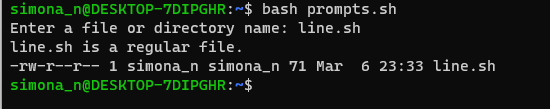 simona_n@DESKTOP-7DIPGHR:~$ bash prompts.sh
Enter a file or directory name: line.sh
line.sh is a regular file.
-rw-r--r-- 1 simona_n simona_n 71 Mar  6 23:33 line.sh
simona_n@DESKTOP-7DIPGHR:~$